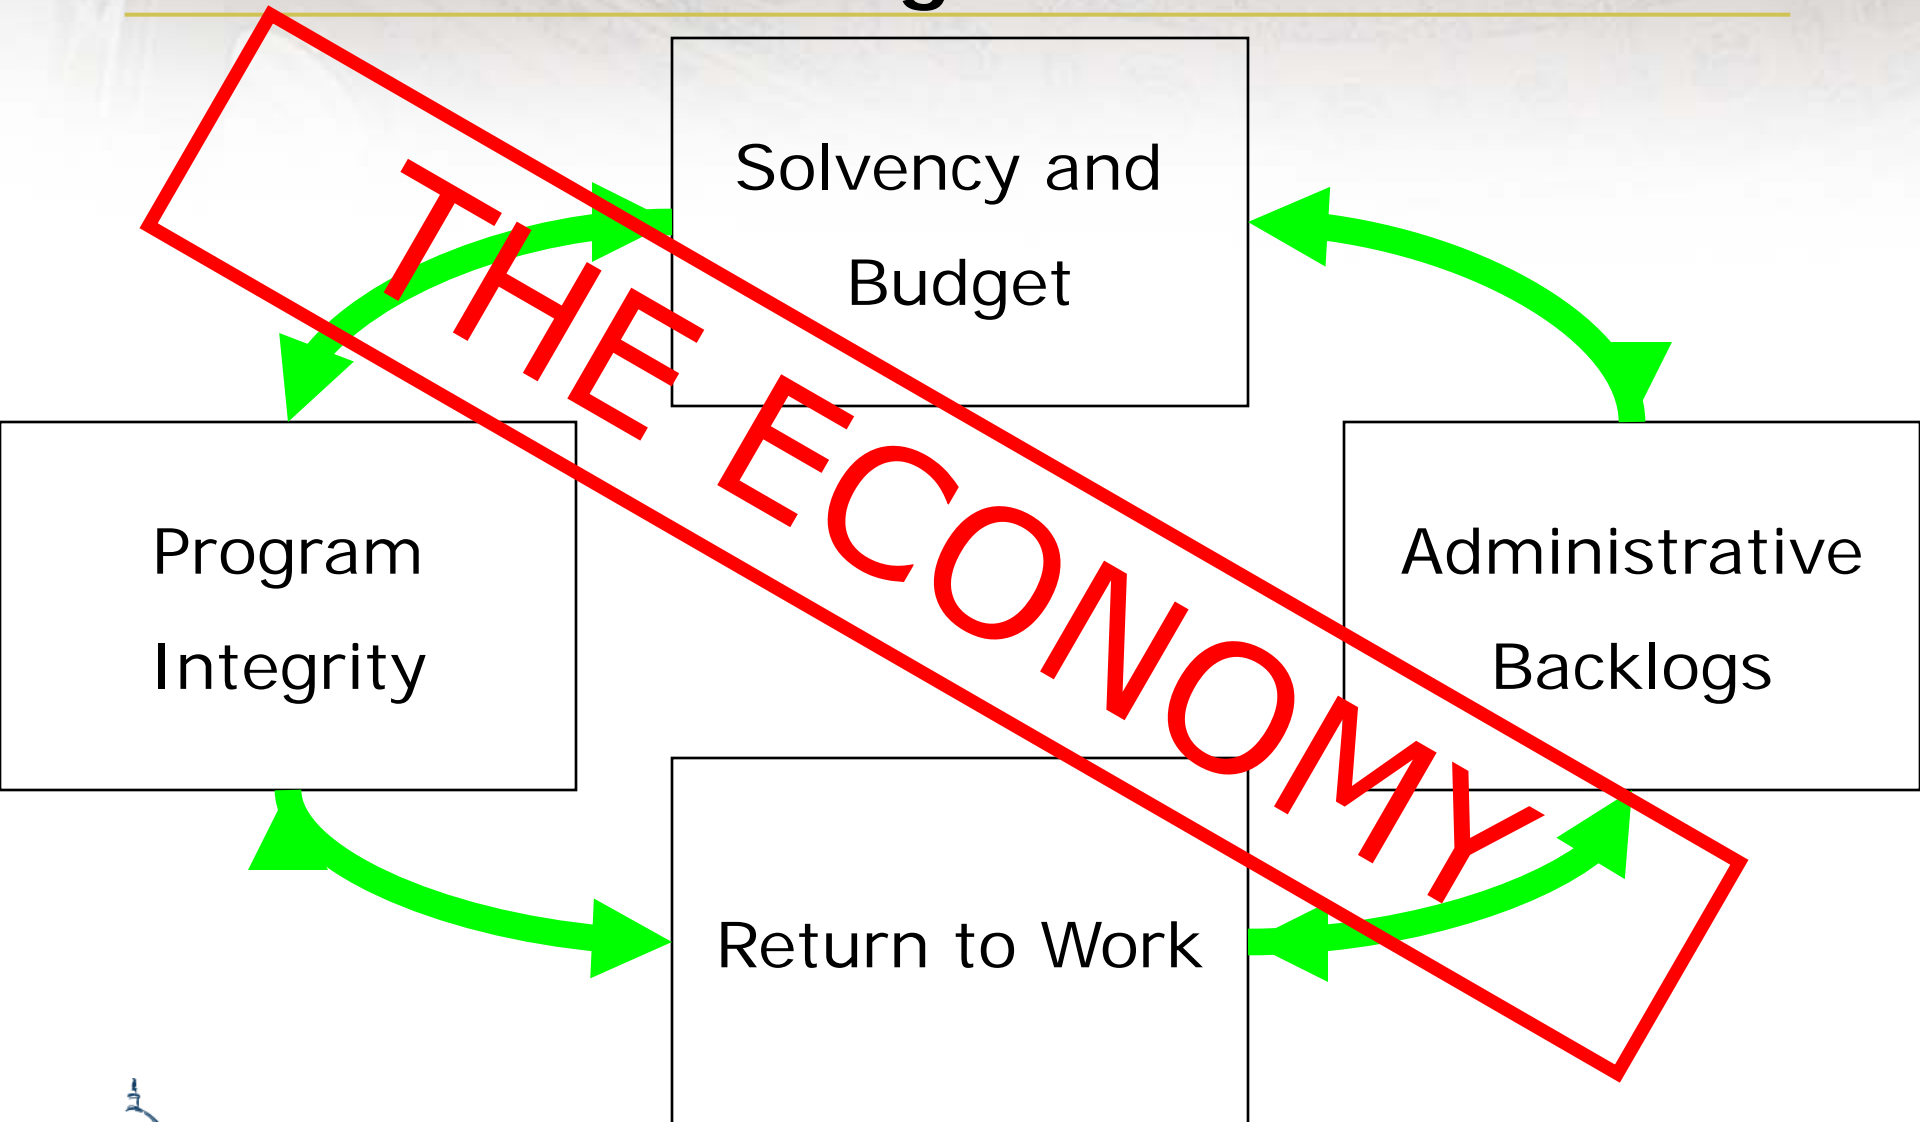 Solvency and
Budget
THE ECONOMY
Program
Integrity
Administrative
Backlogs
Return to Work